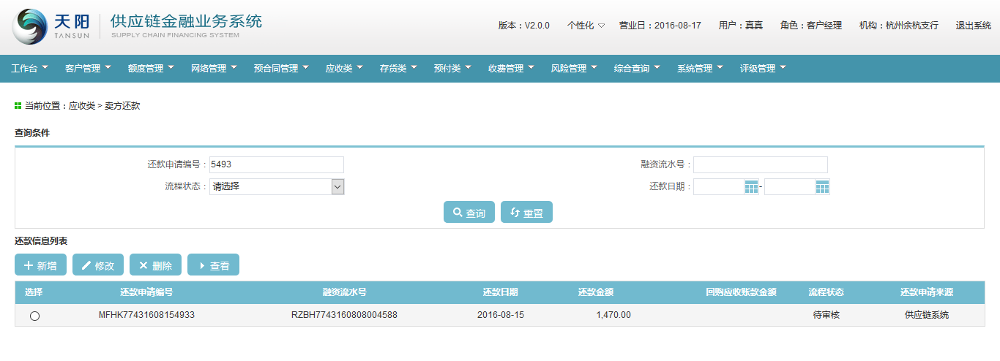 天阳 供应链金融业务系统
TANSUN SUPPLY CHAIN FINANCING SYSTEM
版本：V2.0.0 个性化 营业日：2016-08-17 用户：真真 角色：客户经理 机构：杭州余杭支行 退出系统
工作台 客户管理 额度管理 网络管理 预合同管理 应收类 存货类 预付类 收费管理 风险管理 综合查询 系统管理 评级管理
当前位置：应收类 > 卖方还款
查询条件
还款申请编号：5493 融资流水号：
流程状态：请选择 还款日期： -
查询 重置
还款信息列表
新增 修改 删除 查看
选择 还款申请编号 融资流水号 还款日期 还款金额 回购应收账款金额 流程状态 还款申请来源
MFHK77431608154933 RZBH7743160808004588 2016-08-15 1,470.00 待审核 供应链系统